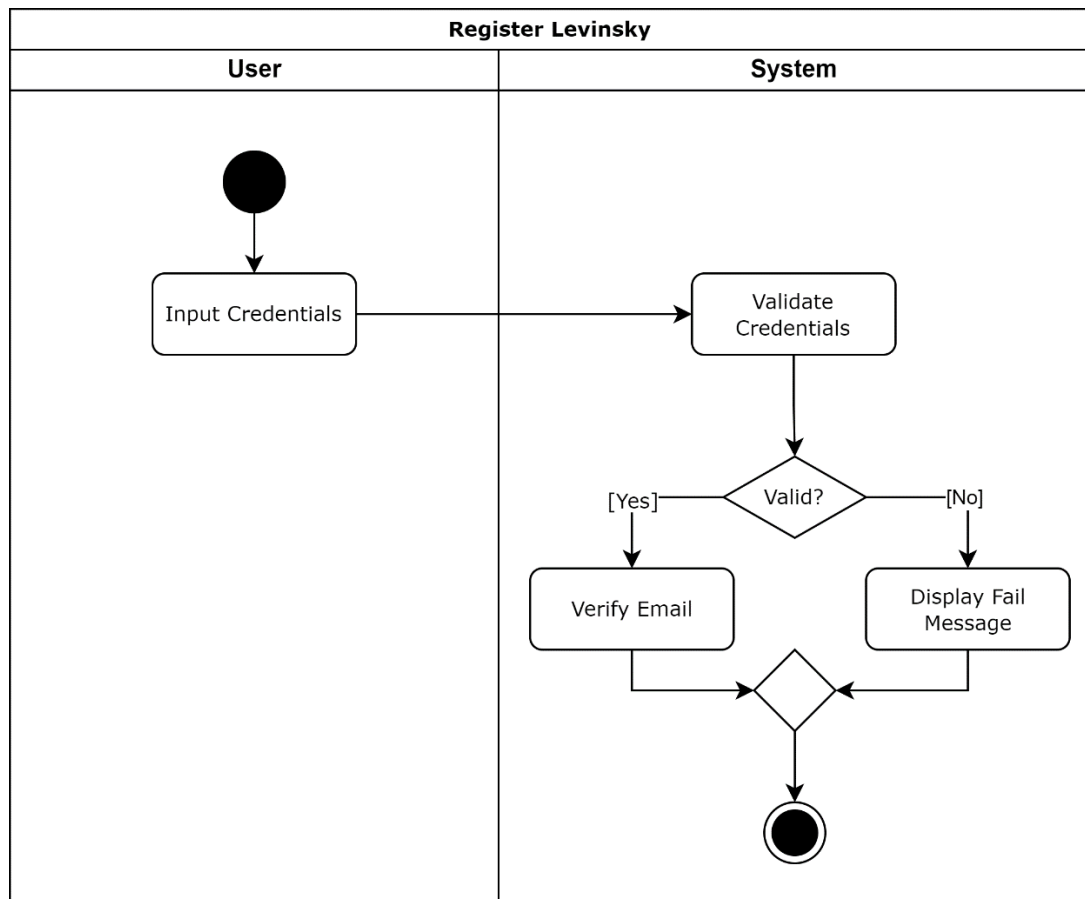 Register Levinsky
User
System
Input Credentials
Validate
Credentials
Valid?
[Yes]
[No]
Verify Email
Display Fail
Message